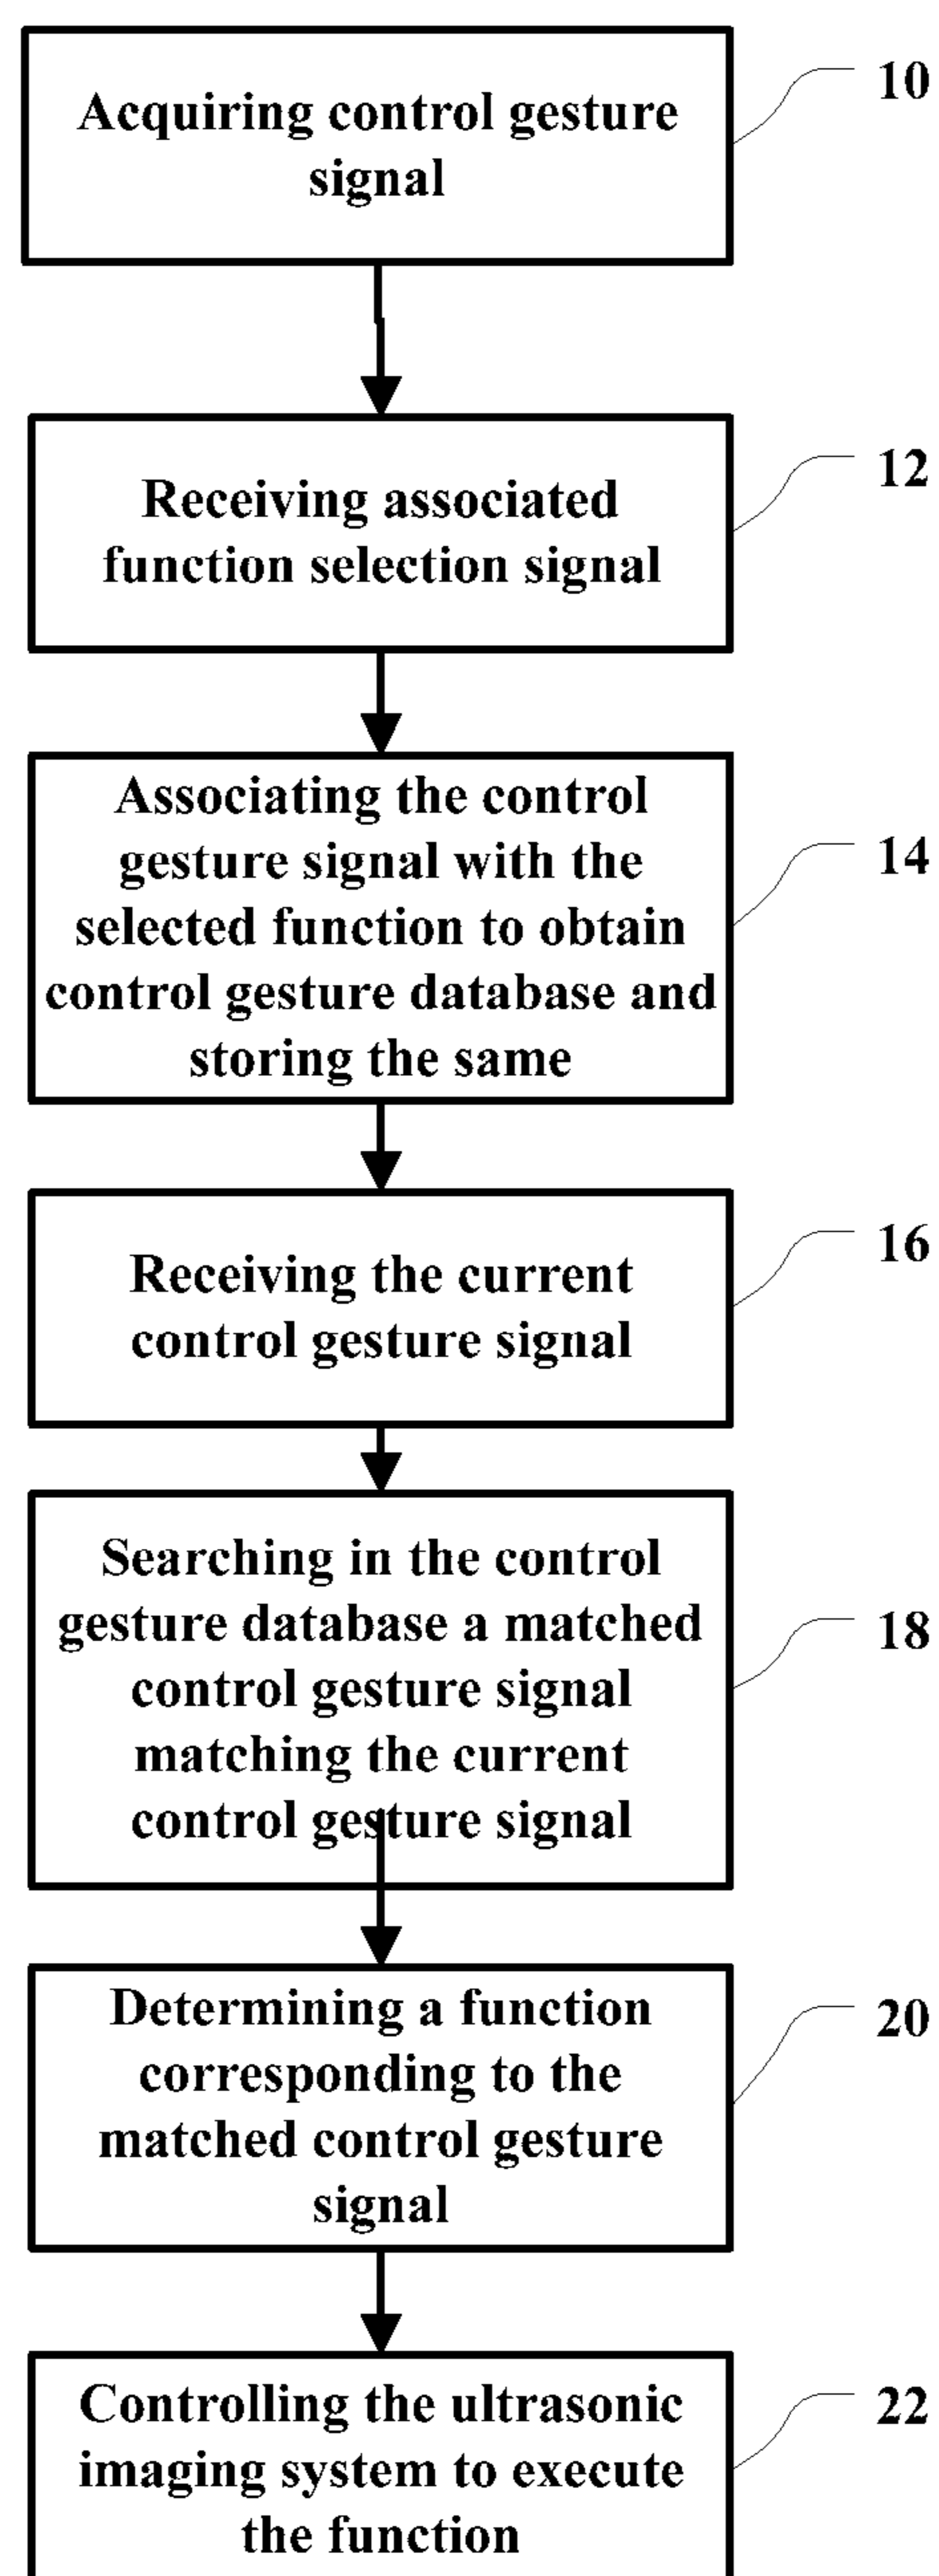 Acquiring control gesture
signal
10
Receiving associated
function selection signal
12
Associating the control
gesture signal with the
selected function to obtain
control gesture database and
storing the same
14
Receiving the current
control gesture signal
16
Searching in the control
gesture database a matched
control gesture signal
matching the current
control gesture signal
18
Determining a function
corresponding to the
matched control gesture
signal
20
Controlling the ultrasonic
imaging system to execute
the function
22